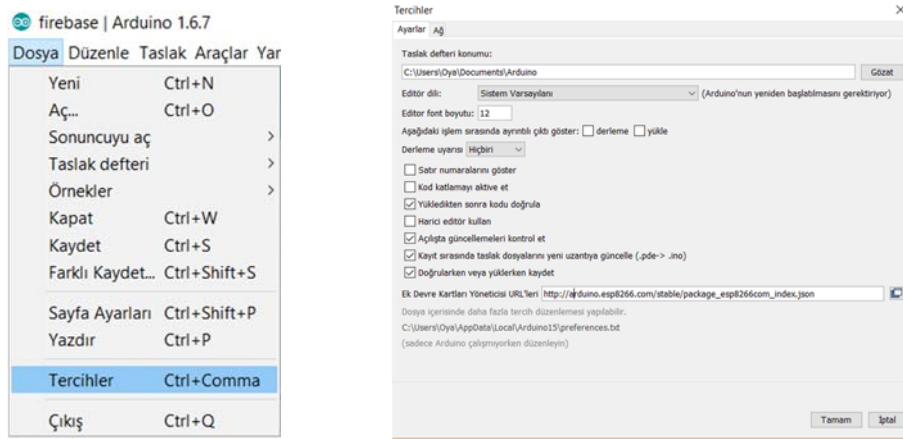 firebase | Arduino 1.6.7
Dosya Düzenle Taslak Araçlar Yar
Yeni Ctrl+N
Aç... Ctrl+O
Sonuncuyu aç
Taslak defteri
Örnekler
Kapat Ctrl+W
Kaydet Ctrl+S
Farklı Kaydet... Ctrl+Shift+S
Sayfa Ayarları Ctrl+Shift+P
Yazdır Ctrl+P
Tercihler Ctrl+Comma
Çıkış Ctrl+Q
Tercihler
Ayarlar Ağ
Taslak defteri konumu:
C:\Users\Oya\Documents\Arduino Gözat
Editör dili: Sistem Varsayılanı (Arduino'nun yeniden başlatılmasını gerektiriyor)
Editor font boyutu: 12
Aşağıdaki işlem sırasında ayrıntılı çıktı göster: derleme yükle
Derleme uyarısı Hiçbiri
Satır numaralarını göster
Kod katlamayı aktive et
Yükledikten sonra kodu doğrula
Harici editör kullan
Açılışta güncellemeleri kontrol et
Kayıt sırasında taslak dosyalarını yeni uzantıya güncelle (.pde-> .ino)
Doğrularken veya yüklerken kaydet
Ek Devre Kartları Yöneticisi URL'leri http://arduino.esp8266.com/stable/package_esp8266com_index.json
Dosya içerisinde daha fazla tercih düzenlemesi yapılabilir.
C:\Users\Oya\AppData\Local\Arduino15\preferences.txt
(sadece Arduino çalışmıyorken düzenleyin)
Tamam İptal